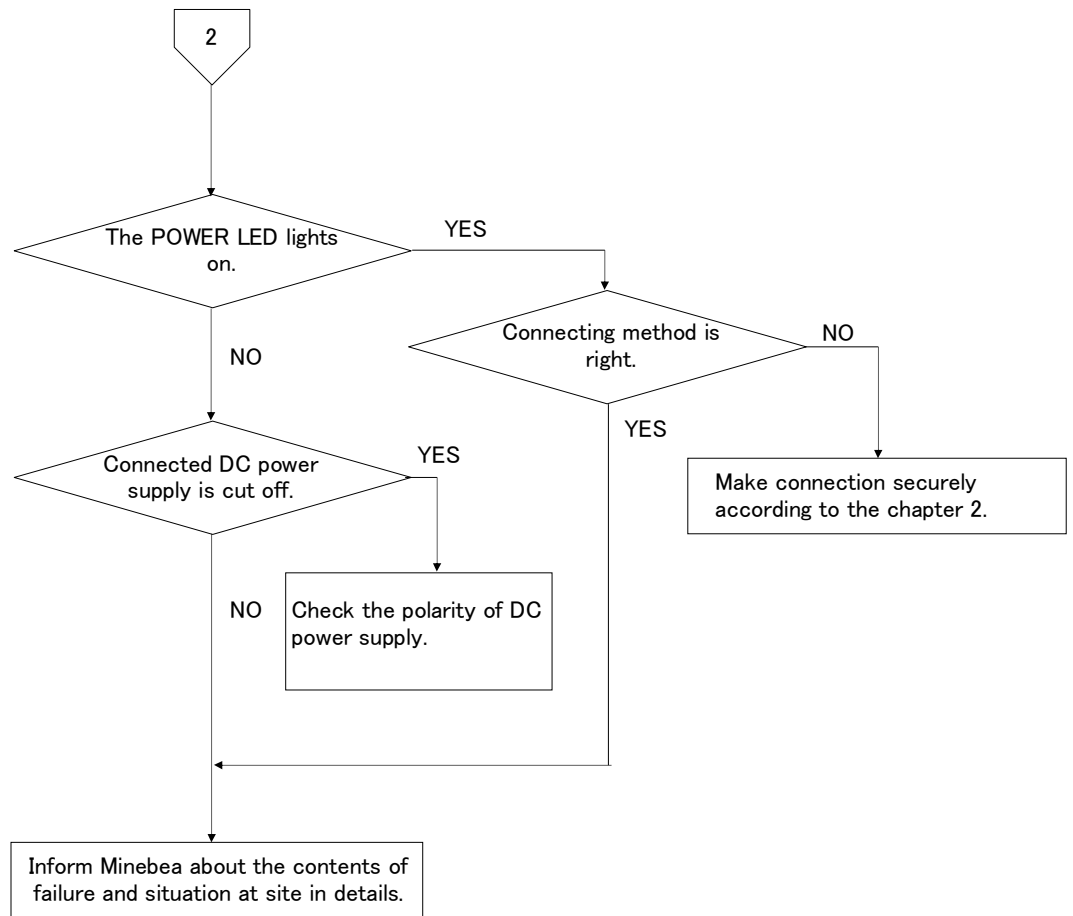 2
The POWER LED lights
on.
YES
NO
Connecting method is
right.
NO
YES
Connected DC power
supply is cut off.
YES
NO
Make connection securely
according to the chapter 2.
Check the polarity of DC
power supply.
Inform Minebea about the contents of
failure and situation at site in details.